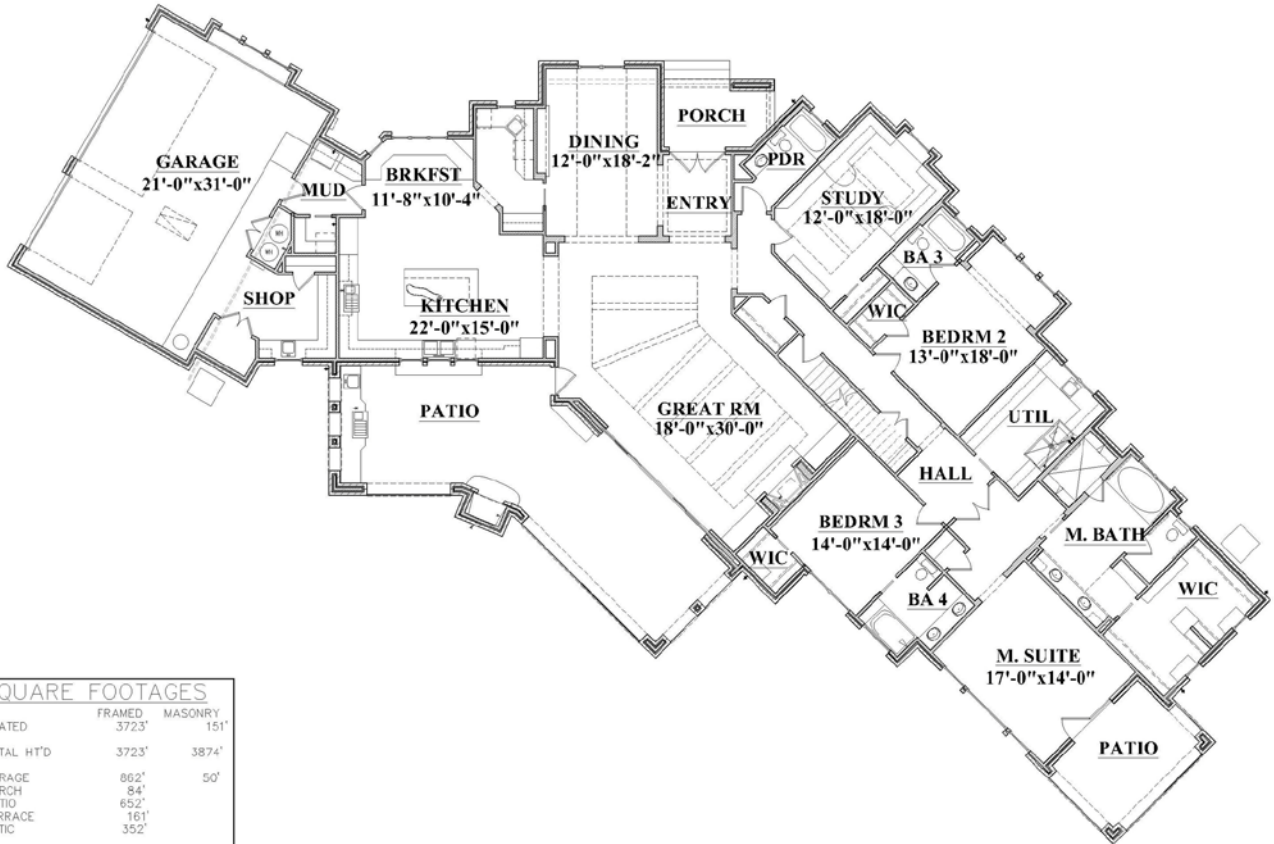 GARAGE
21'-0"x31'-0"
MUD
BRKFST
11'-8"x10'-4"
DINING
12'-0"x18'-2"
PORCH
ENTRY
PDR
STUDY
12'-0"x18'-0"
BA 3
WIC
BEDRM 2
13'-0"x18'-0"
SHOP
KITCHEN
22'-0"x15'-0"
PATIO
GREAT RM
18'-0"x30'-0"
UTIL
HALL
BEDRM 3
14'-0"x14'-0"
WIC
BA 4
M. BATH
WIC
M. SUITE
17'-0"x14'-0"
PATIO
QUARE FOOTAGES
FRAMED MASONRY
ATED 3723' 151'
TAL HT'D 3723' 3874'
RAGE 862' 50'
RCH 84'
TIO 652'
RRACE 161'
TIC 352'